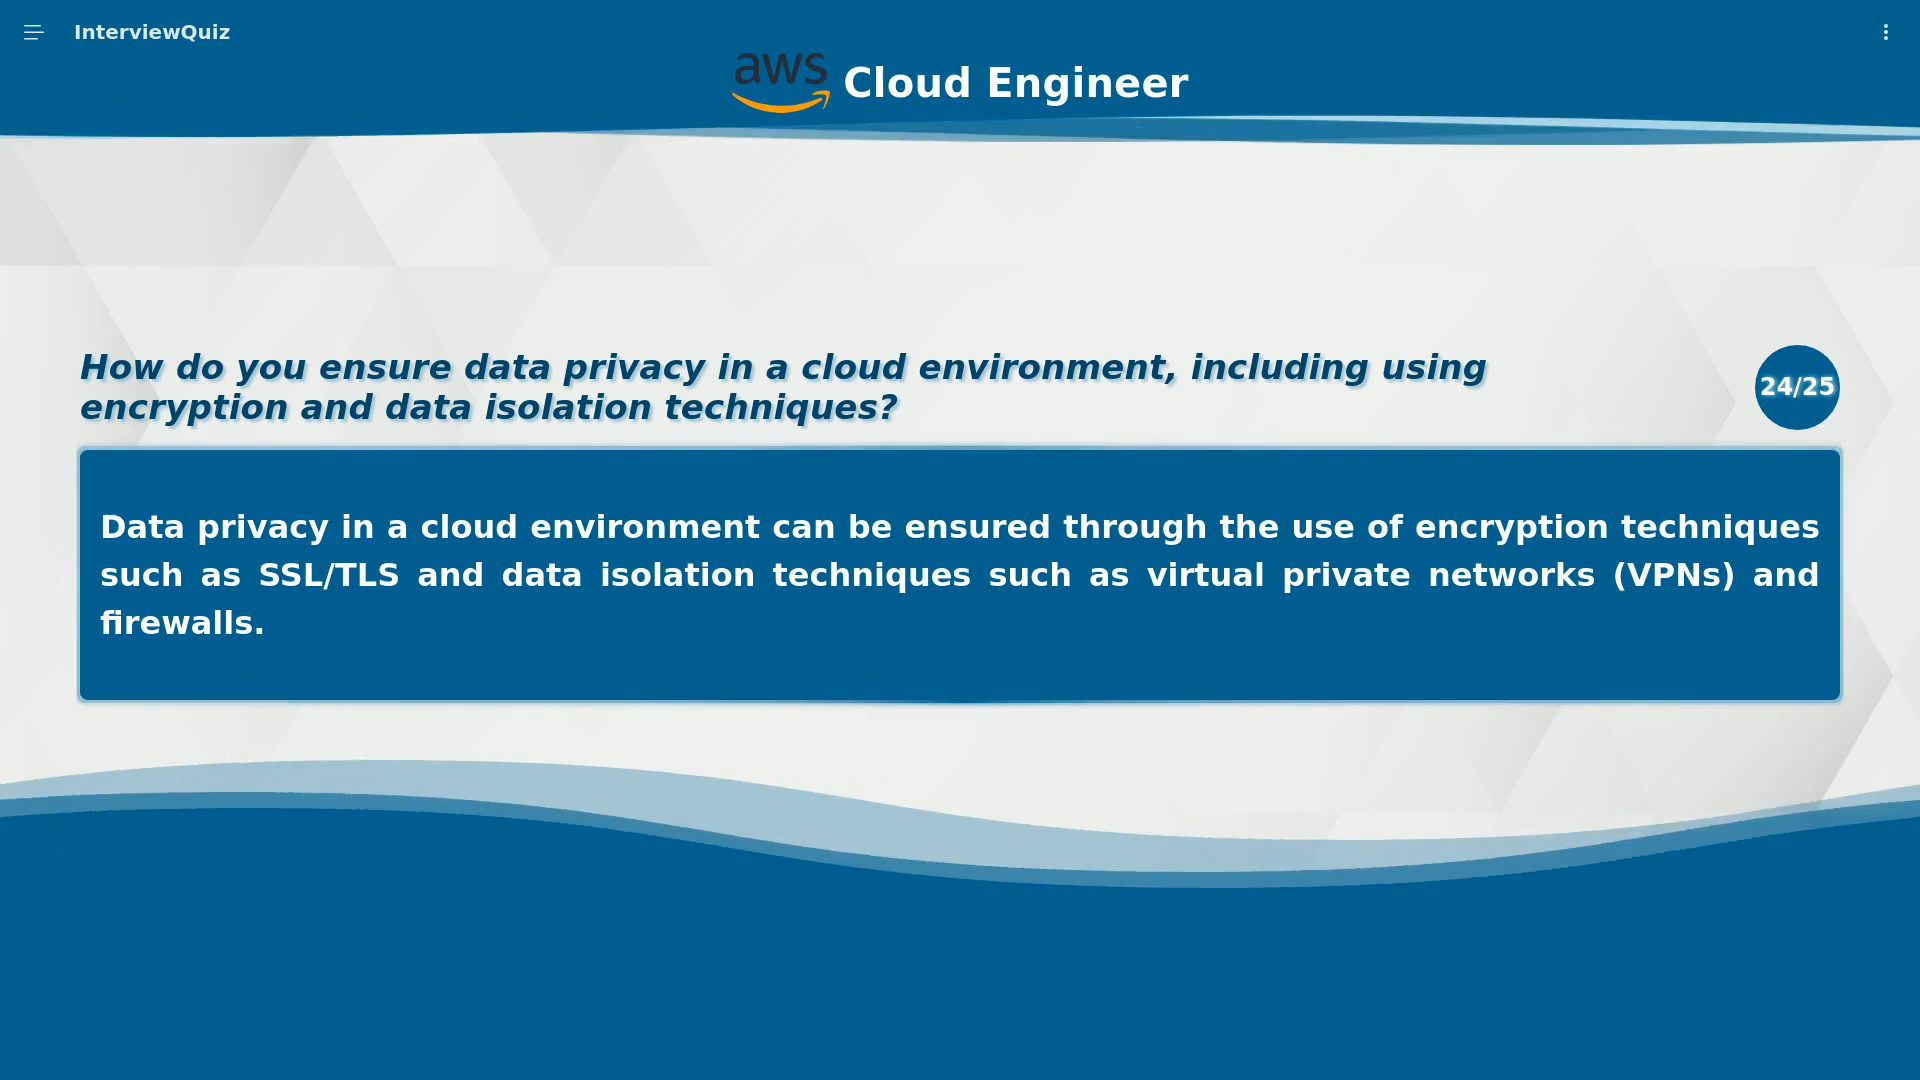 InterviewQuiz
aws Cloud Engineer
How do you ensure data privacy in a cloud environment, including using
encryption and data isolation techniques?
24/25
Data privacy in a cloud environment can be ensured through the use of encryption techniques
such as SSL/TLS and data isolation techniques such as virtual private networks (VPNs) and
firewalls.